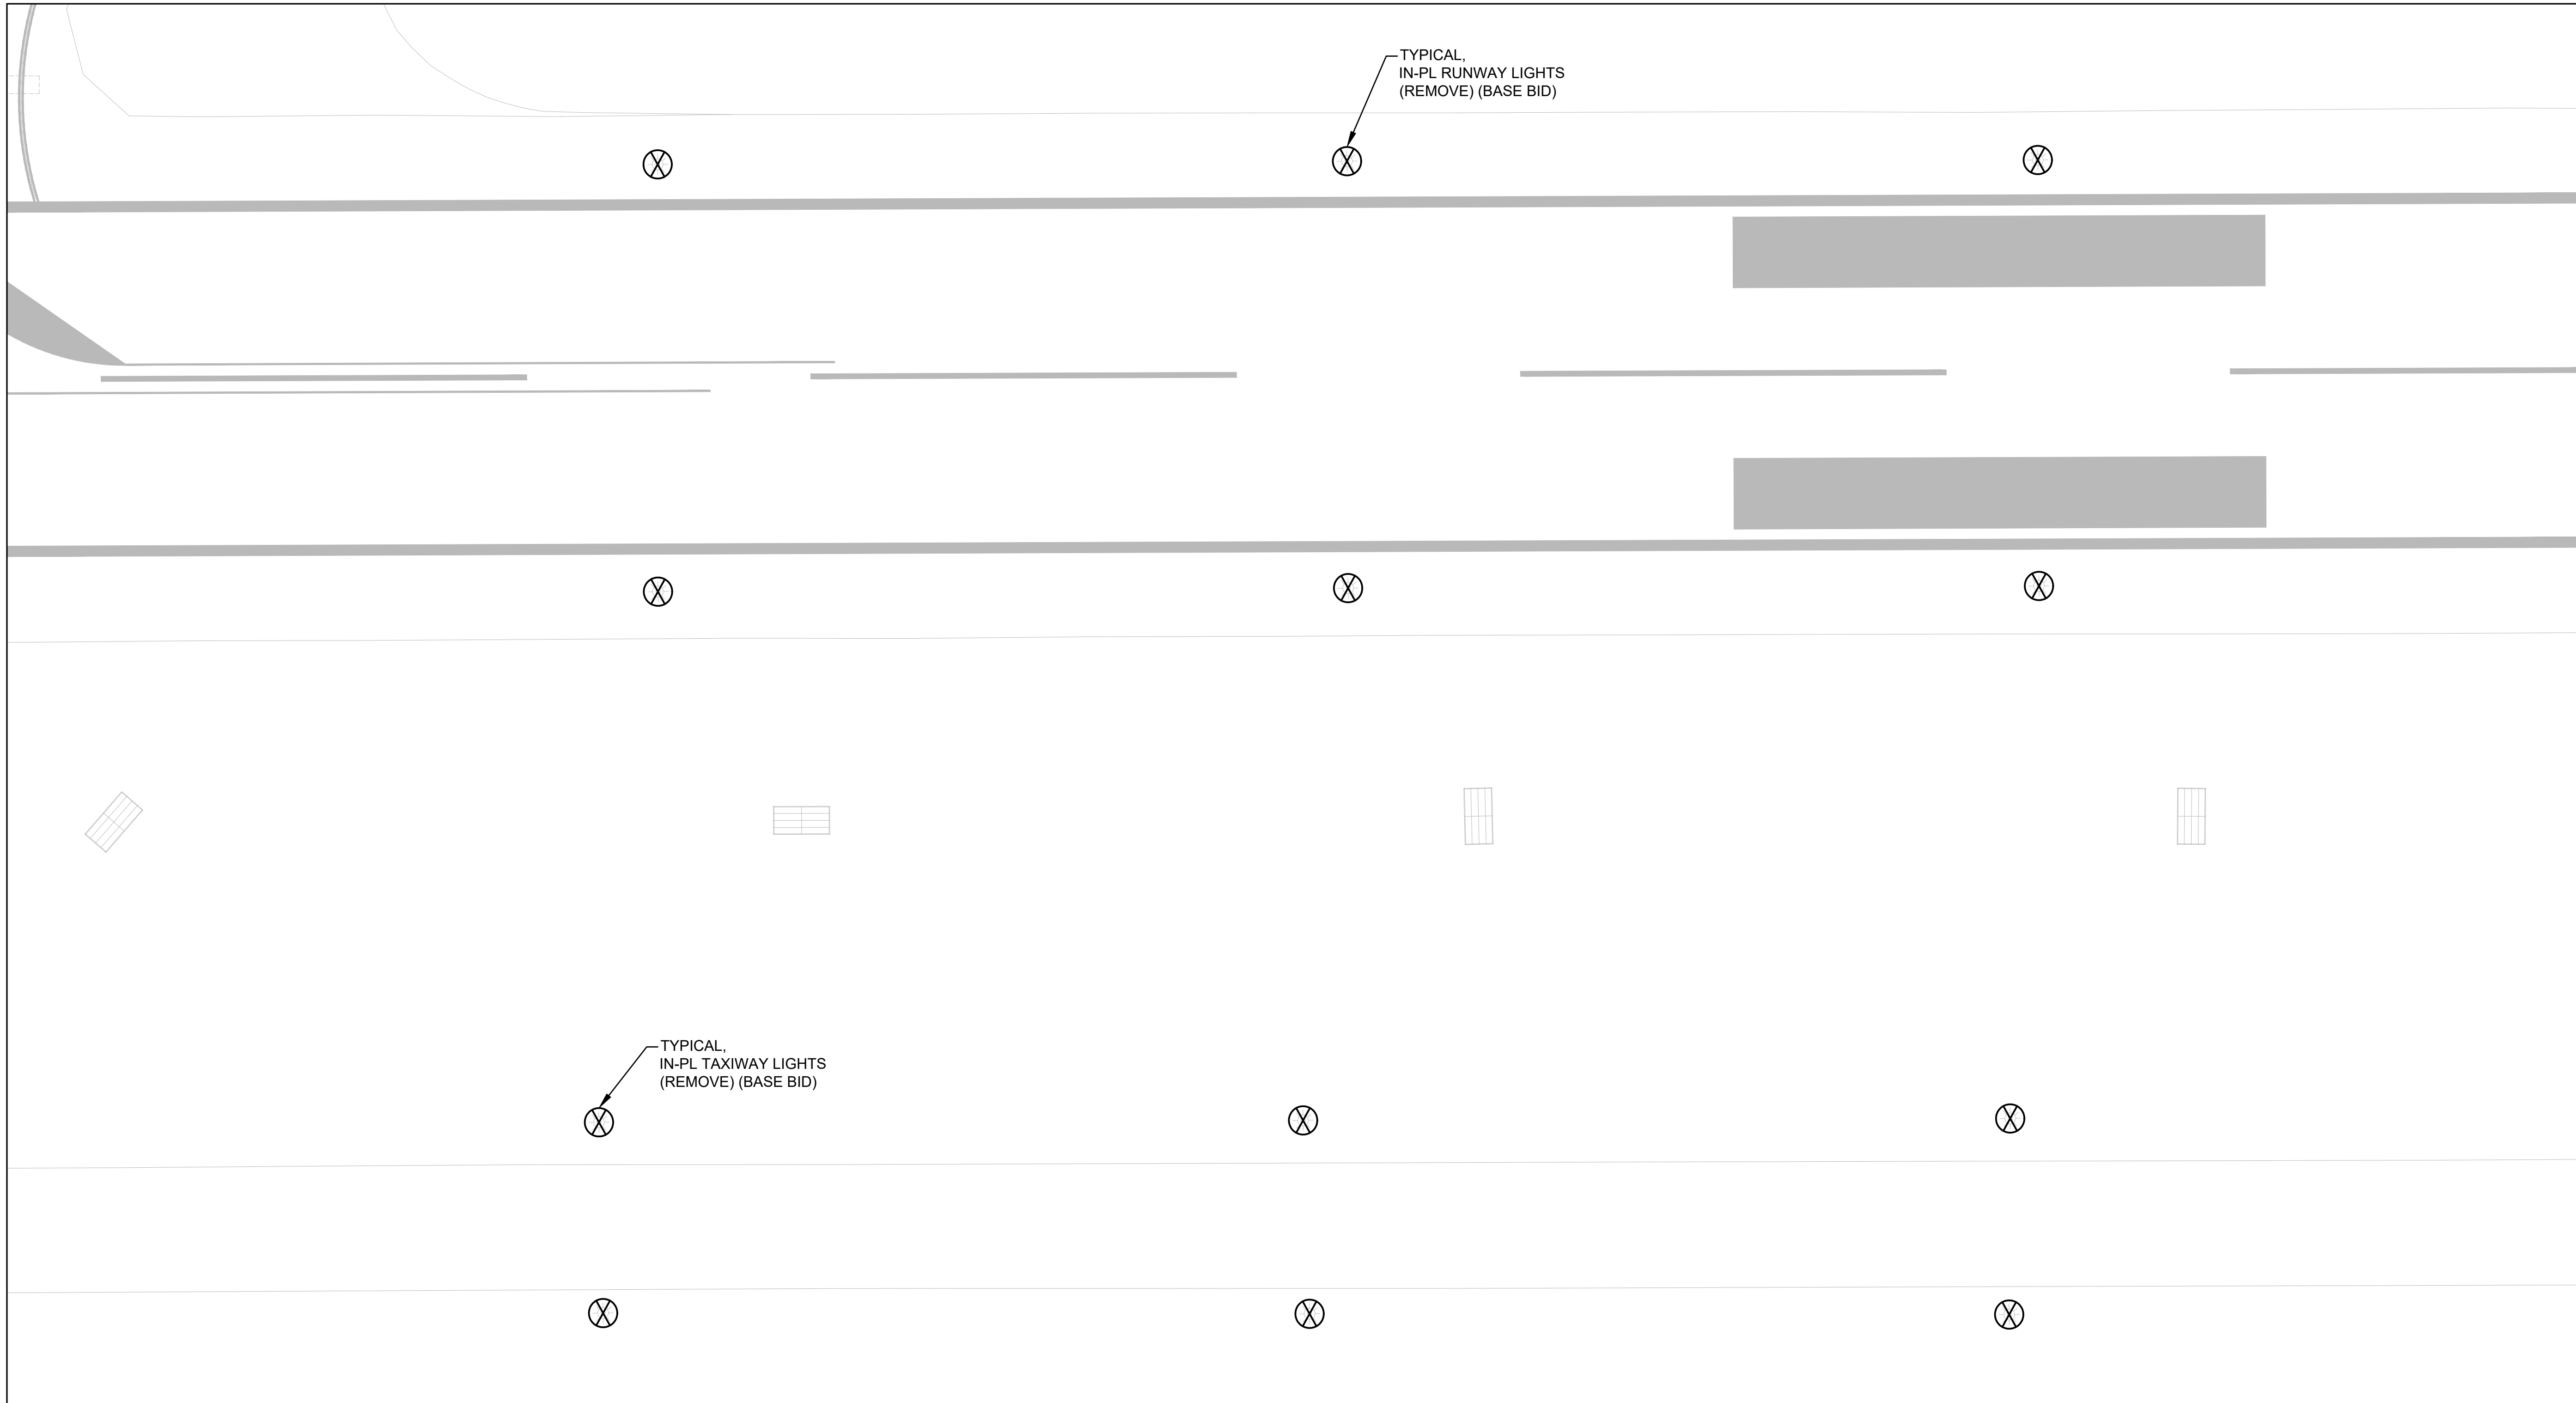 TYPICAL,
IN-PL RUNWAY LIGHTS
(REMOVE) (BASE BID)
TYPICAL,
IN-PL TAXIWAY LIGHTS
(REMOVE) (BASE BID)